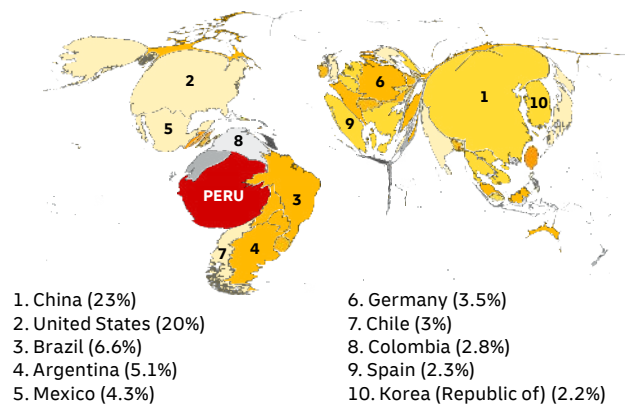 2
6
1
10
5
9
8
PERU
3
7
4
1. China (23%)
2. United States (20%)
3. Brazil (6.6%)
4. Argentina (5.1%)
5. Mexico (4.3%)
6. Germany (3.5%)
7. Chile (3%)
8. Colombia (2.8%)
9. Spain (2.3%)
10. Korea (Republic of) (2.2%)